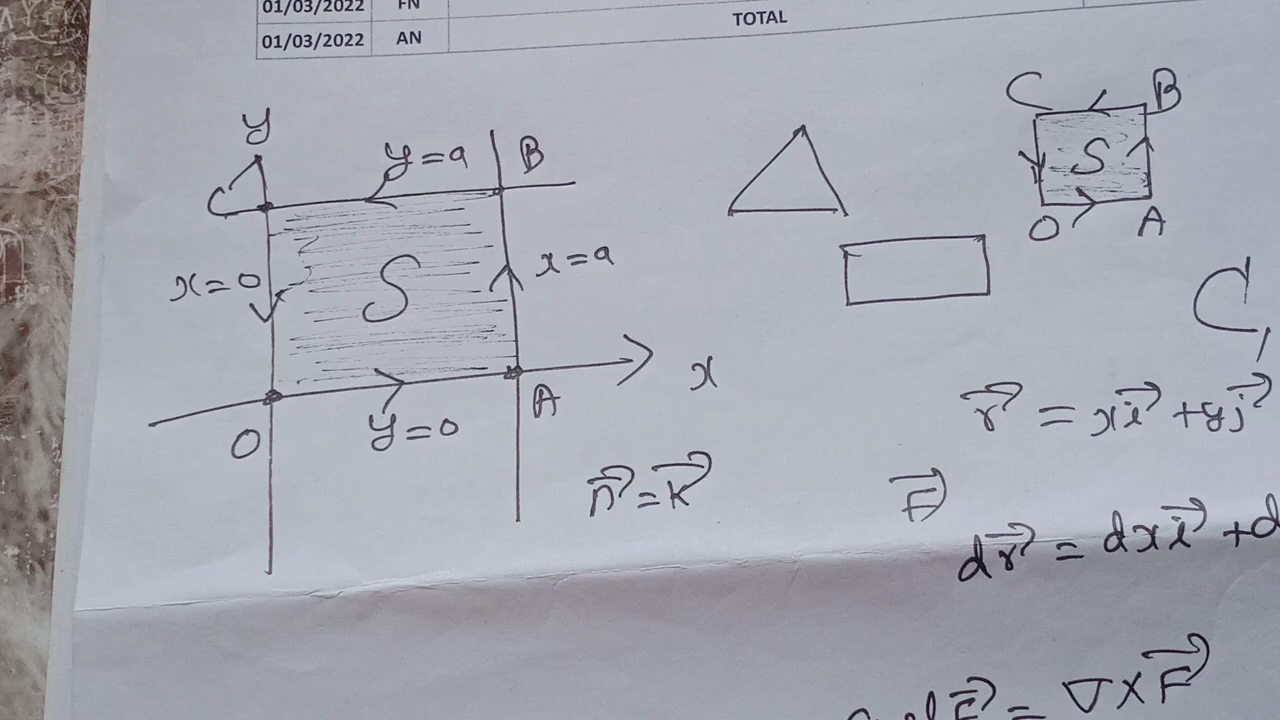 01/03/2022 FN
01/03/2022 AN TOTAL
y
y=a
B
C
x=0
S
x=a
x
A
y=0
O
n⃗=k⃗
C B
S
O A
C,
r⃗ = xi⃗ +yj⃗
F⃗
dr⃗ = dxi⃗ +d
F⃗ = ∇×F⃗